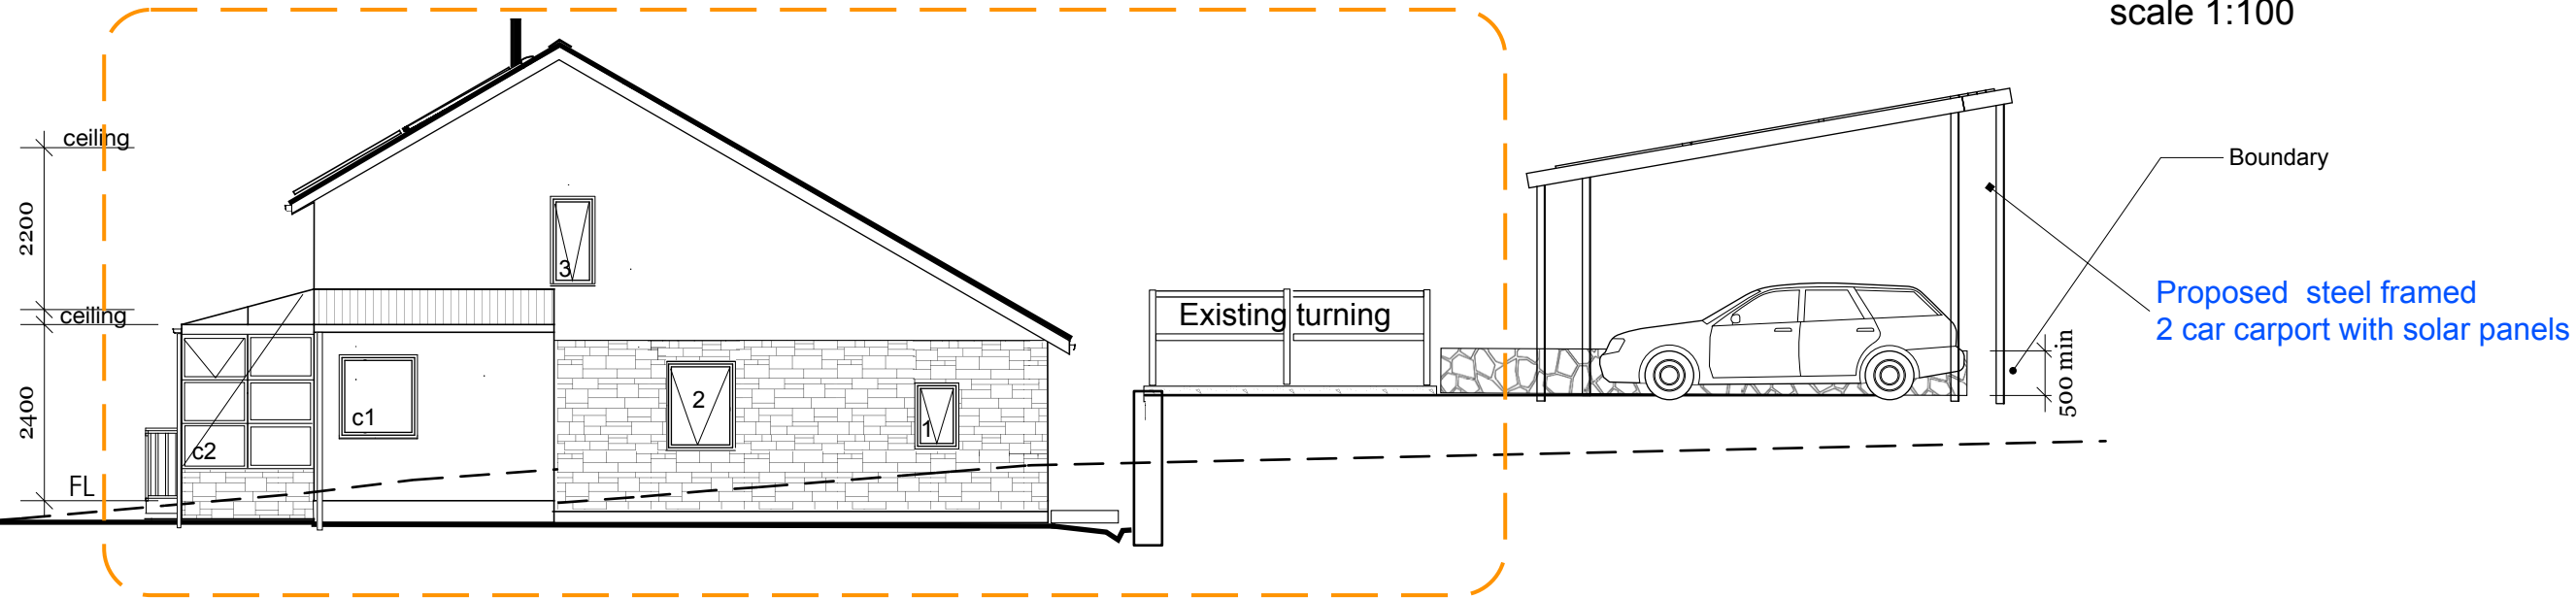 scale 1:100
ceiling
Boundary
2200
3
Proposed steel framed
2 car carport with solar panels
ceiling
Existing turning
500 min
2400
c1
2
1
c2
FL